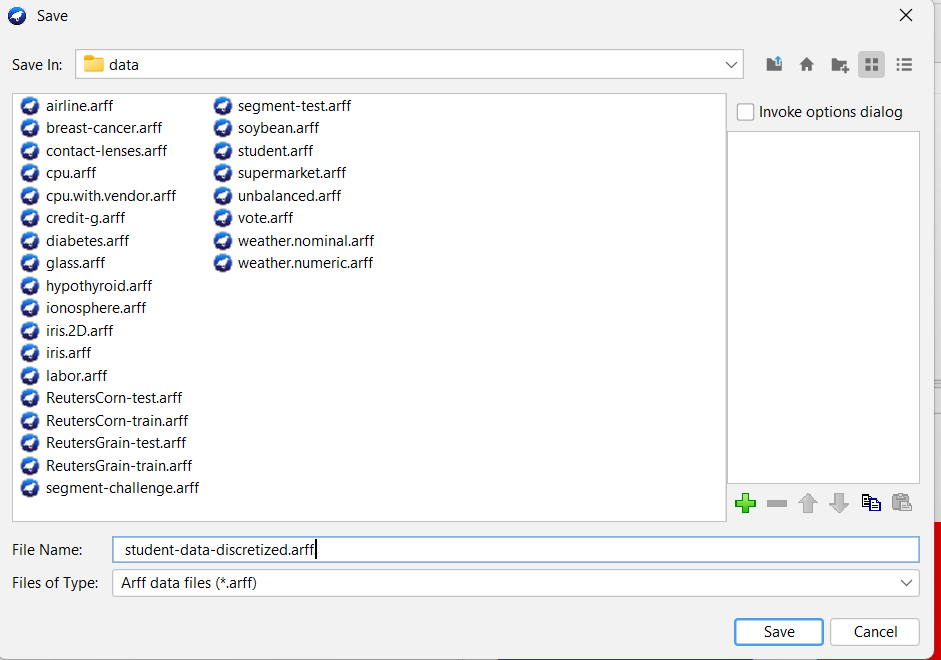 Save
Save In: data
airline.arff
breast-cancer.arff
contact-lenses.arff
cpu.arff
cpu.with.vendor.arff
credit-g.arff
diabetes.arff
glass.arff
hypothyroid.arff
ionosphere.arff
iris.2D.arff
iris.arff
labor.arff
ReutersCorn-test.arff
ReutersCorn-train.arff
ReutersGrain-test.arff
ReutersGrain-train.arff
segment-challenge.arff
segment-test.arff
soybean.arff
student.arff
supermarket.arff
unbalanced.arff
vote.arff
weather.nominal.arff
weather.numeric.arff
Invoke options dialog
File Name: student-data-discretized.arff
Files of Type: Arff data files (*.arff)
Save Cancel